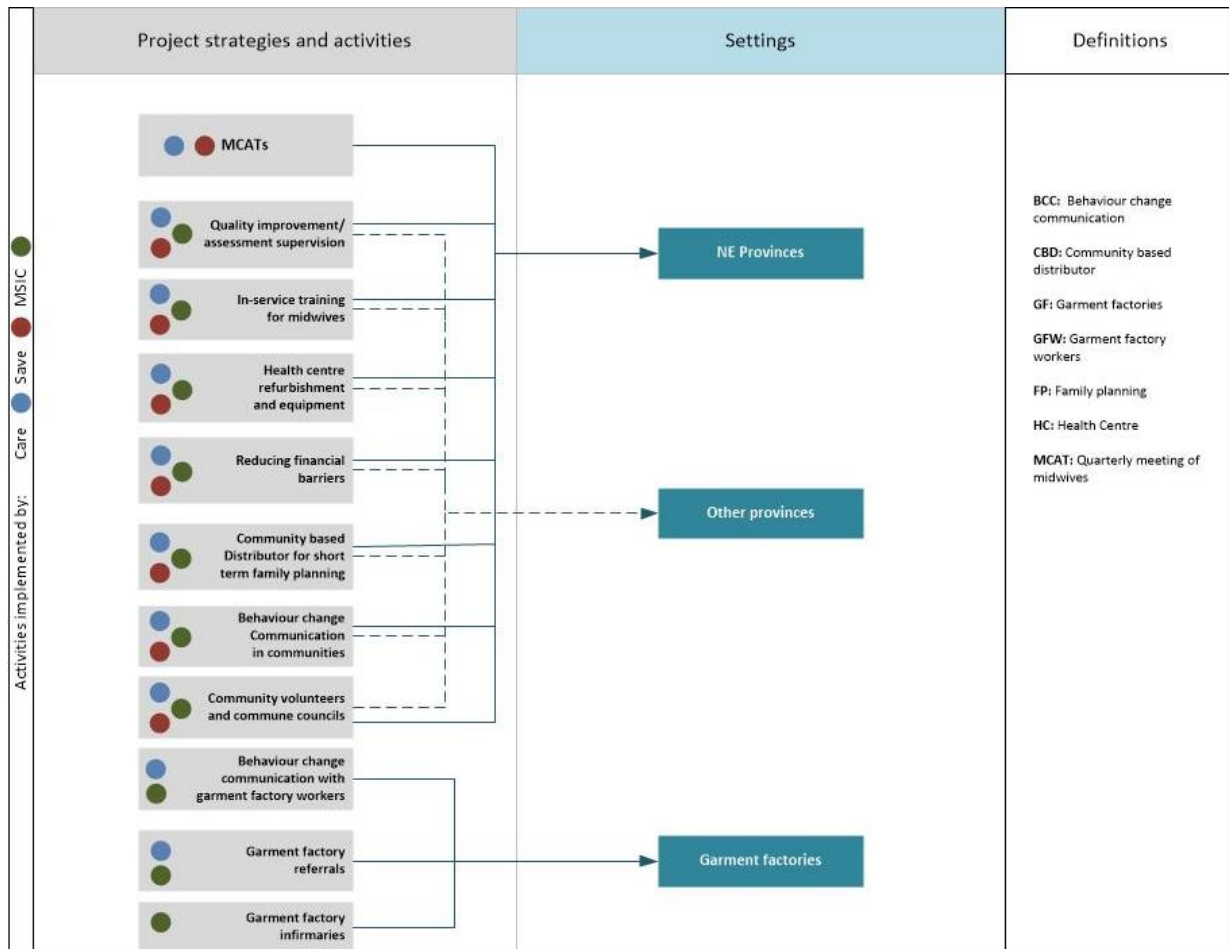 Project strategies and activities
Settings
Definitions
Activities implemented by: Care Save MSIC
MCATs
Quality improvement/
assessment supervision
In-service training
for midwives
Health centre
refurbishment
and equipment
Reducing financial
barriers
Community based
Distributor for short
term family planning
Behaviour change
Communication
in communities
Community volunteers
and commune councils
Behaviour change
communication with
garment factory workers
Garment factory
referrals
Garment factory
infirmaries
NE Provinces
Other provinces
Garment factories
BCC: Behaviour change
communication
CBD: Community based
distributor
GF: Garment factories
GFW: Garment factory
workers
FP: Family planning
HC: Health Centre
MCAT: Quarterly meeting of
midwives